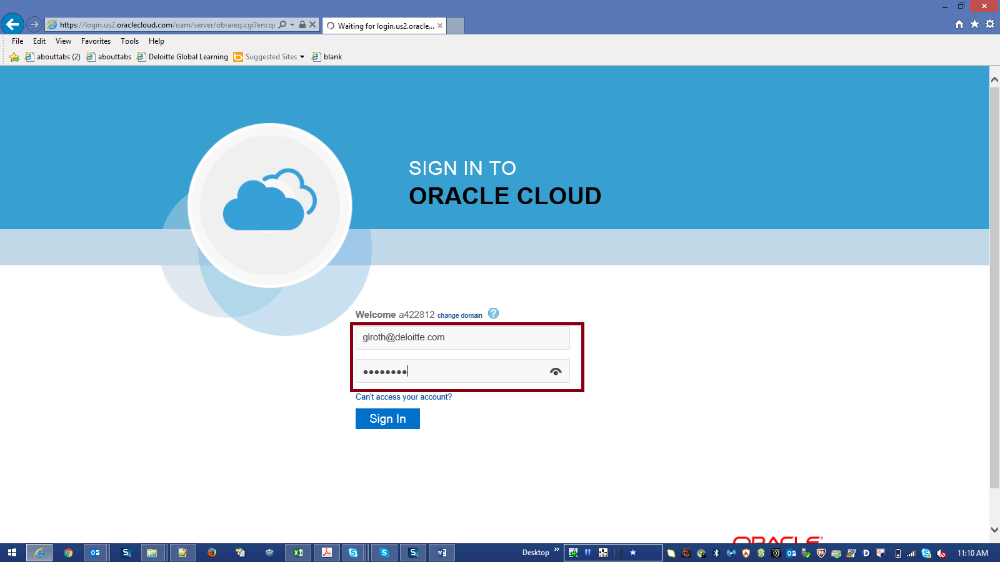 https://login.us2.oraclecloud.com/oam/server/obrareq.cgi?encqu
Waiting for login.us2.oracle...
File Edit View Favorites Tools Help
abouttabs (2) abouttabs Deloitte Global Learning Suggested Sites blank
SIGN IN TO
ORACLE CLOUD
Welcome a422812 change domain ?
glroth@deloitte.com
••••••••
Can't access your account?
Sign In
ORACLE
Desktop »
11:10 AM